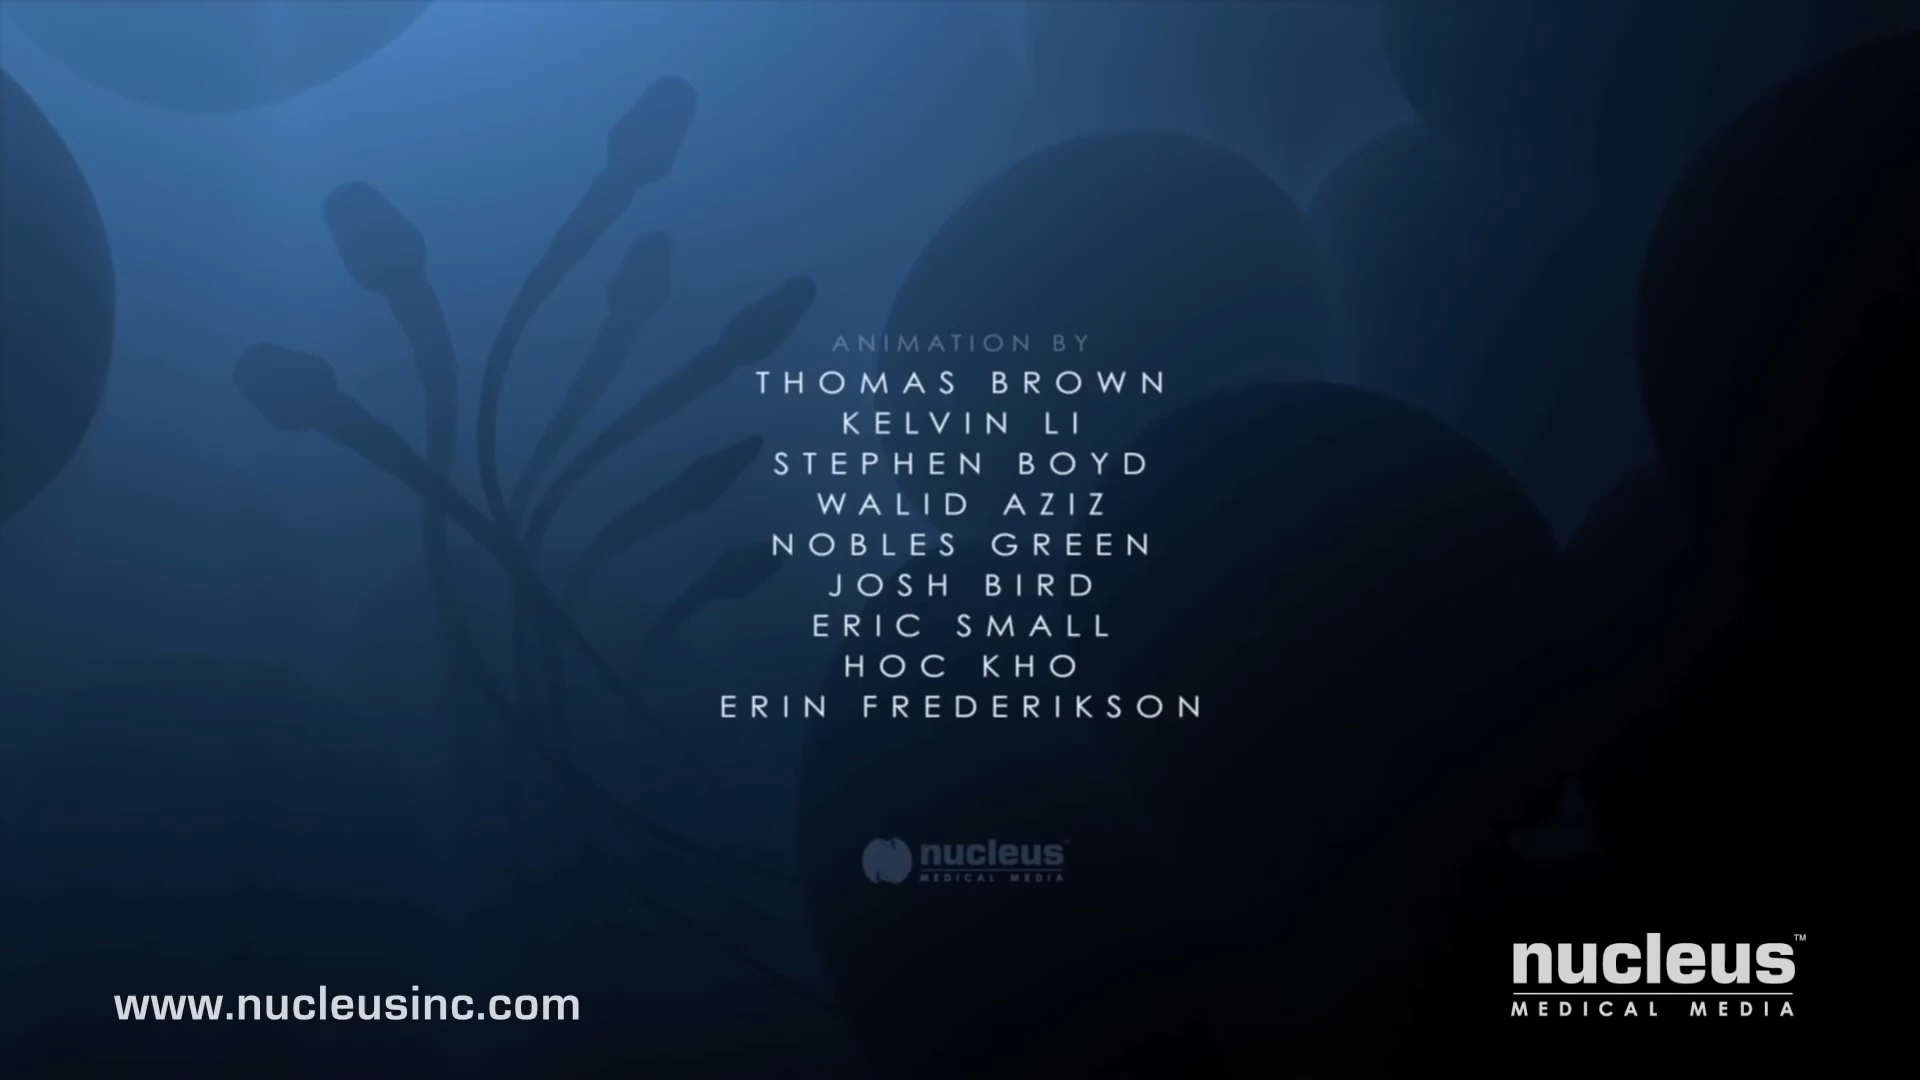 ANIMATION BY
THOMAS BROWN
KELVIN LI
STEPHEN BOYD
WALID AZIZ
NOBLES GREEN
JOSH BIRD
ERIC SMALL
HOC KHO
ERIN FREDERIKSON
nucleus™
MEDICAL MEDIA
www.nucleusinc.com
nucleus™
MEDICAL MEDIA